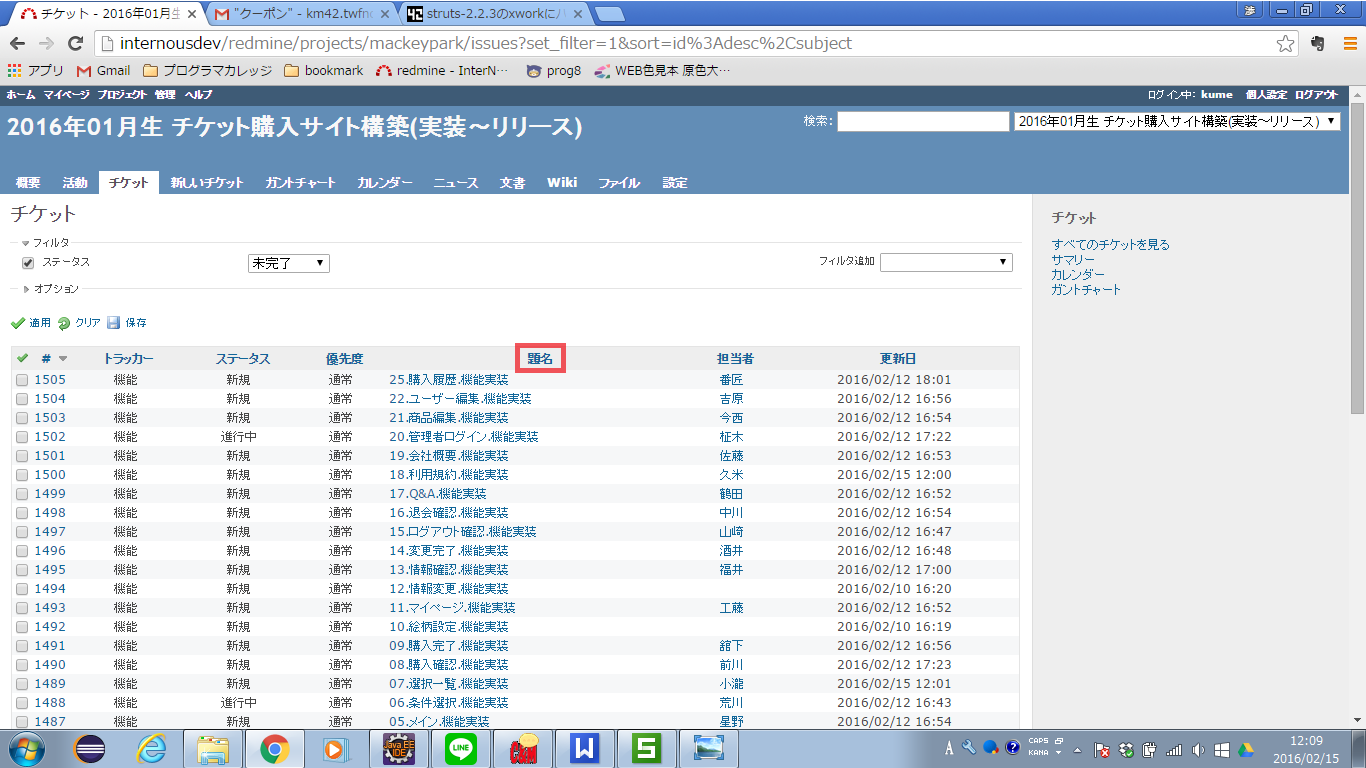 チケット - 2016年01月生
"クーポン" - km42.twfno
struts-2.2.3のxworkにバ
internousdev/redmine/projects/mackeypark/issues?set_filter=1&sort=id%3Adesc%2Csubject
アプリ Gmail プログラマカレッジ bookmark redmine - InterN… prog8 WEB色見本 原色大…
ホーム マイページ プロジェクト 管理 ヘルプ ログイン中: kume 個人設定 ログアウト
2016年01月生 チケット購入サイト構築(実装～リリース) 検索: 2016年01月生 チケット購入サイト構築(実装～リリース)
概要 活動 チケット 新しいチケット ガントチャート カレンダー ニュース 文書 Wiki ファイル 設定
チケット
フィルタ
ステータス 未完了 フィルタ追加
オプション
適用 クリア 保存
# トラッカー ステータス 優先度 題名 担当者 更新日
1505 機能 新規 通常 25.購入履歴.機能実装 番匠 2016/02/12 18:01
1504 機能 新規 通常 22.ユーザー編集.機能実装 吉原 2016/02/12 16:56
1503 機能 新規 通常 21.商品編集.機能実装 今西 2016/02/12 16:54
1502 機能 進行中 通常 20.管理者ログイン.機能実装 柾木 2016/02/12 17:22
1501 機能 新規 通常 19.会社概要.機能実装 佐藤 2016/02/12 16:53
1500 機能 新規 通常 18.利用規約.機能実装 久米 2016/02/15 12:00
1499 機能 新規 通常 17.Q&A.機能実装 鶴田 2016/02/12 16:52
1498 機能 新規 通常 16.退会確認.機能実装 中川 2016/02/12 16:54
1497 機能 新規 通常 15.ログアウト確認.機能実装 山﨑 2016/02/12 16:47
1496 機能 新規 通常 14.変更完了.機能実装 酒井 2016/02/12 16:48
1495 機能 新規 通常 13.情報確認.機能実装 福井 2016/02/12 17:00
1494 機能 新規 通常 12.情報変更.機能実装 2016/02/10 16:20
1493 機能 新規 通常 11.マイページ.機能実装 工藤 2016/02/12 16:52
1492 機能 新規 通常 10.絵柄設定.機能実装 2016/02/10 16:19
1491 機能 新規 通常 09.購入完了.機能実装 舘下 2016/02/12 16:56
1490 機能 新規 通常 08.購入確認.機能実装 前川 2016/02/12 17:23
1489 機能 新規 通常 07.選択一覧.機能実装 小瀧 2016/02/15 12:01
1488 機能 進行中 通常 06.条件選択.機能実装 荒川 2016/02/12 16:43
1487 機能 新規 通常 05.メイン.機能実装 星野 2016/02/12 16:54
チケット
すべてのチケットを見る
サマリー
カレンダー
ガントチャート
Java EE
IDE
LINE
W
S
A
CAPS
KANA
12:09
2016/02/15